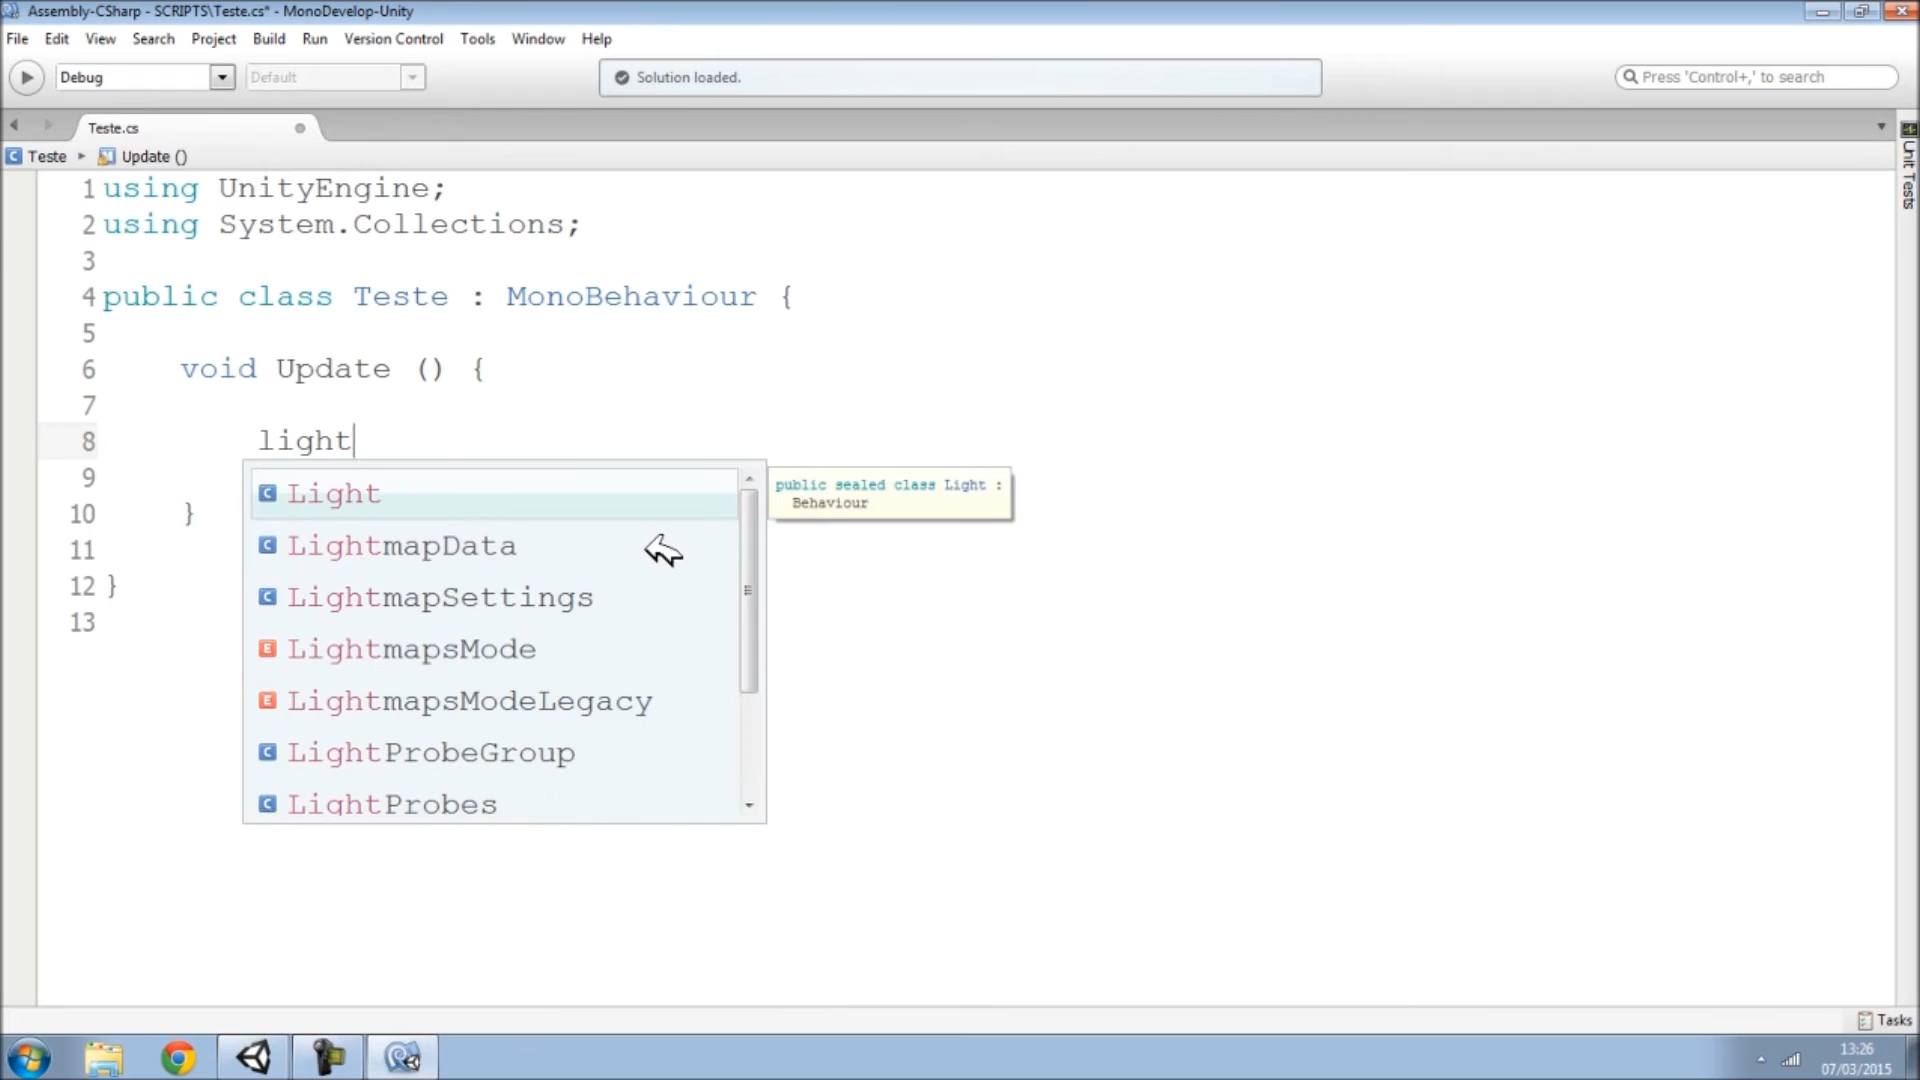 Assembly-CSharp - SCRIPTS\Teste.cs* - MonoDevelop-Unity
File Edit View Search Project Build Run Version Control Tools Window Help
Debug Default Solution loaded. Press 'Control+,' to search
Teste.cs
Teste Update ()
Unit Tests
1 using UnityEngine;
2 using System.Collections;
3
4 public class Teste : MonoBehaviour {
5
6 void Update () {
7
8 light
9
10 }
11
12 }
13
Light
LightmapData
LightmapSettings
LightmapsMode
LightmapsModeLegacy
LightProbeGroup
LightProbes
public sealed class Light :
Behaviour
Tasks
13:26
07/03/2015